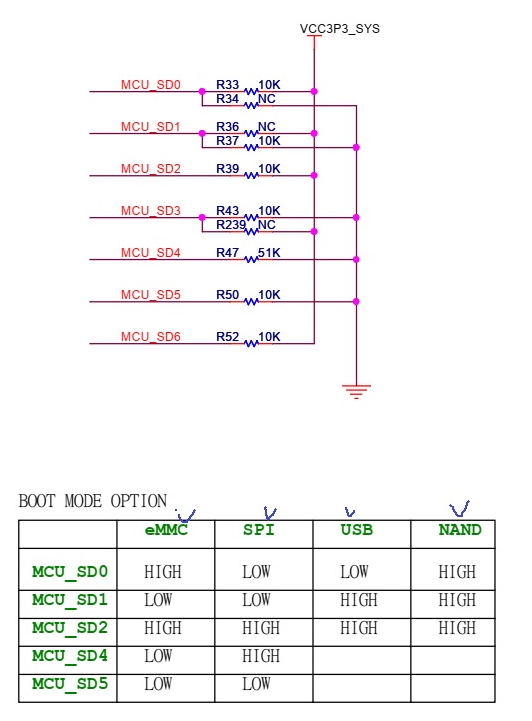 VCC3P3_SYS
MCU_SD0 R33 10K
R34 NC
MCU_SD1 R36 NC
R37 10K
MCU_SD2 R39 10K
MCU_SD3 R43 10K
R239 NC
MCU_SD4 R47 51K
MCU_SD5 R50 10K
MCU_SD6 R52 10K
BOOT MODE OPTION
eMMC SPI USB NAND
MCU_SD0 HIGH LOW LOW HIGH
MCU_SD1 LOW LOW HIGH HIGH
MCU_SD2 HIGH HIGH HIGH HIGH
MCU_SD4 LOW HIGH
MCU_SD5 LOW LOW